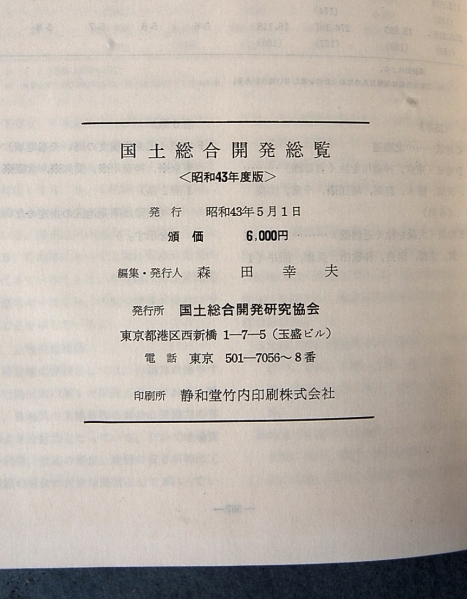 国土総合開発総覧
＜昭和43年度版＞
発行 昭和43年5月1日
頒価 6,000円
編集・発行人 森田幸夫
発行所 国土総合開発研究協会
東京都港区西新橋 1―7―5（玉盛ビル）
電話 東京 501―7056～8番
印刷所 静和堂竹内印刷株式会社